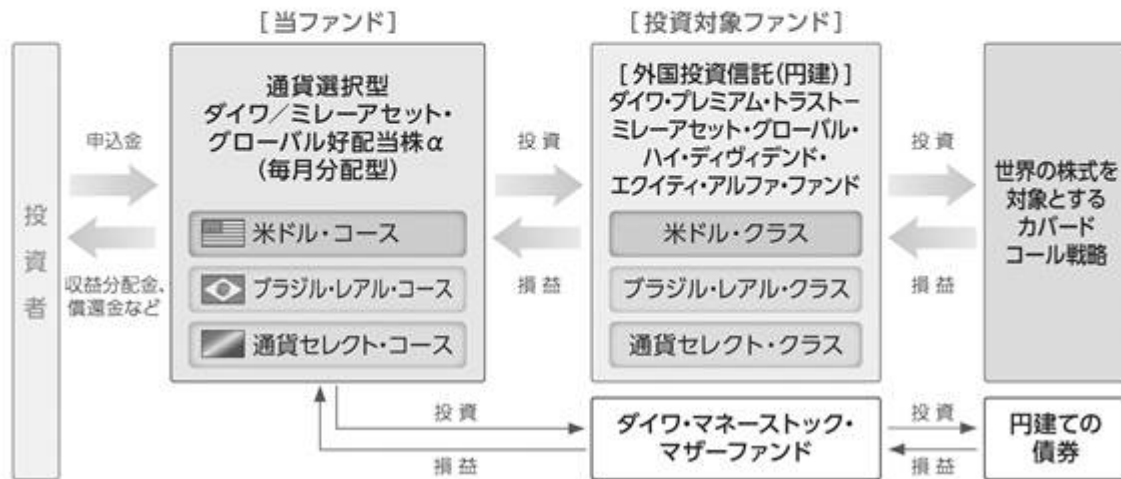 [当ファンド]
[投資対象ファンド]
投資者
申込金
収益分配金、
償還金など
通貨選択型
ダイワ／ミレーアセット・
グローバル好配当株α
(毎月分配型)
米ドル・コース
ブラジル・レアル・コース
通貨セレクト・コース
投資
損益
[外国投資信託(円建)]
ダイワ・プレミアム・トラストー
ミレーアセット・グローバル・
ハイ・ディヴィデンド・
エクイティ・アルファ・ファンド
米ドル・クラス
ブラジル・レアル・クラス
通貨セレクト・クラス
投資
損益
世界の株式を
対象とする
カバード
コール戦略
投資
損益
ダイワ・マネーストック・
マザーファンド
投資
損益
円建ての
債券